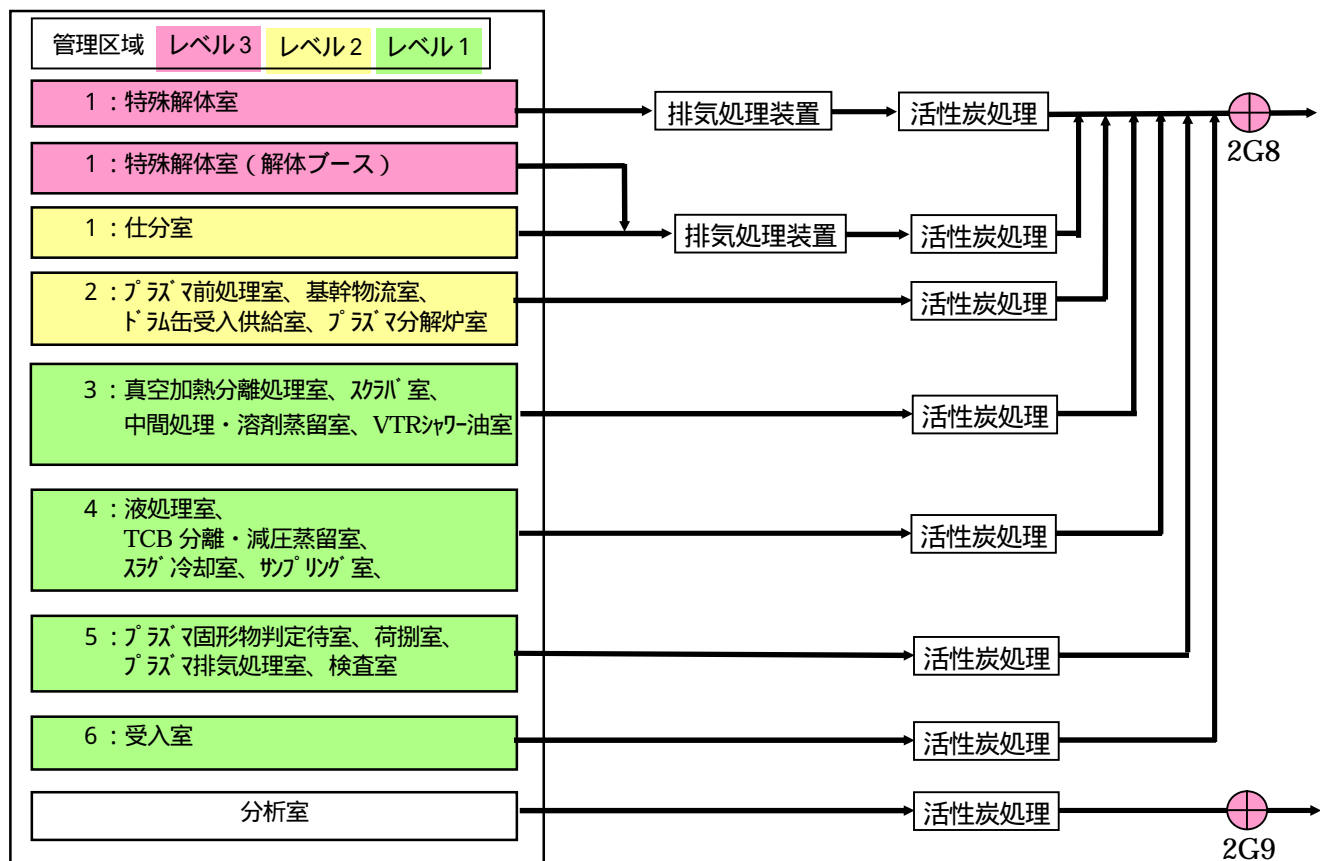 管理区域 レベル3 レベル2 レベル1
1：特殊解体室
排気処理装置
活性炭処理
2G8
1：特殊解体室（解体ブース）
1：仕分室
排気処理装置
活性炭処理
2：プラズマ前処理室、基幹物流室、
ドラム缶受入供給室、プラズマ分解炉室
活性炭処理
3：真空加熱分離処理室、スクラバ室、
中間処理・溶剤蒸留室、VTRシャワー油室
活性炭処理
4：液処理室、
TCB 分離・減圧蒸留室、
スラグ冷却室、サンプリング室、
活性炭処理
5：プラズマ固形物判定待室、荷捌室、
プラズマ排気処理室、検査室
活性炭処理
6：受入室
活性炭処理
分析室
活性炭処理
2G9